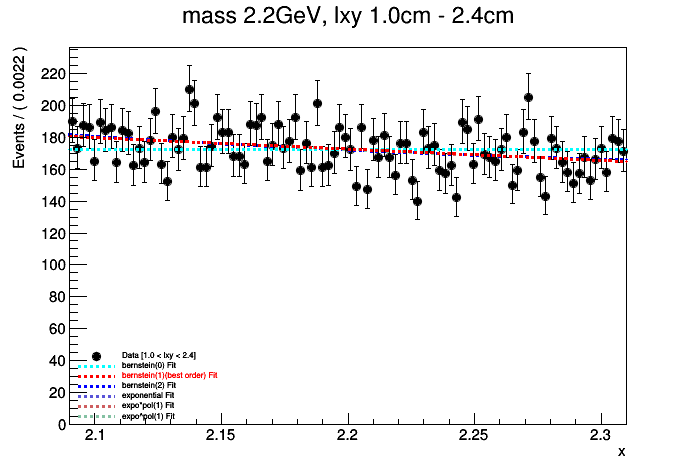 mass 2.2GeV, lxy 1.0cm - 2.4cm
Events / ( 0.0022 )
220
200
180
160
140
120
100
80
60
40
20
0
Data [1.0 < lxy < 2.4]
bernstein(0) Fit
bernstein(1)(best order) Fit
bernstein(2) Fit
exponential Fit
expo*pol(1) Fit
expo^pol(1) Fit
2.1 2.15 2.2 2.25 2.3
x